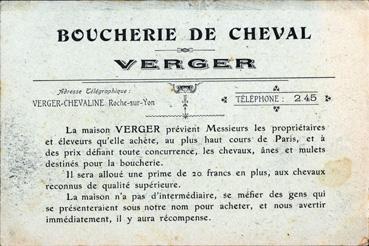 BOUCHERIE DE CHEVAL
VERGER
Adresse Télégraphique :
VERGER-CHEVALINE. Roche-sur-Yon
TÉLÉPHONE : 2.45
La maison VERGER prévient Messieurs les propriétaires
et éleveurs qu'elle achète, au plus haut cours de Paris, et à
des prix défiant toute concurrence, les chevaux, ânes et mulets
destinés pour la boucherie.
Il sera alloué une prime de 20 francs en plus, aux chevaux
reconnus de qualité supérieure.
La maison n'a pas d'intermédiaire, se méfier des gens qui
se présenteraient sous notre nom pour acheter, et nous avertir
immédiatement, il y aura récompense.